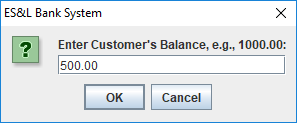 ES&L Bank System
Enter Customer's Balance, e.g., 1000.00:
500.00
OK
Cancel